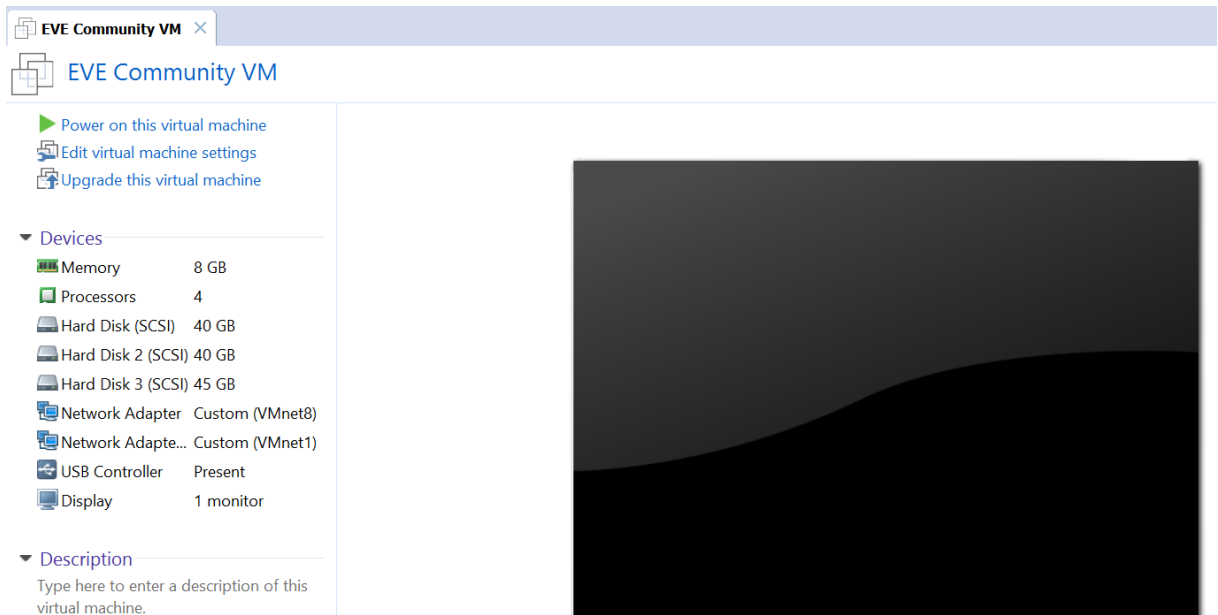 EVE Community VM
EVE Community VM
Power on this virtual machine
Edit virtual machine settings
Upgrade this virtual machine
Devices
Memory 8 GB
Processors 4
Hard Disk (SCSI) 40 GB
Hard Disk 2 (SCSI) 40 GB
Hard Disk 3 (SCSI) 45 GB
Network Adapter Custom (VMnet8)
Network Adapte... Custom (VMnet1)
USB Controller Present
Display 1 monitor
Description
Type here to enter a description of this
virtual machine.